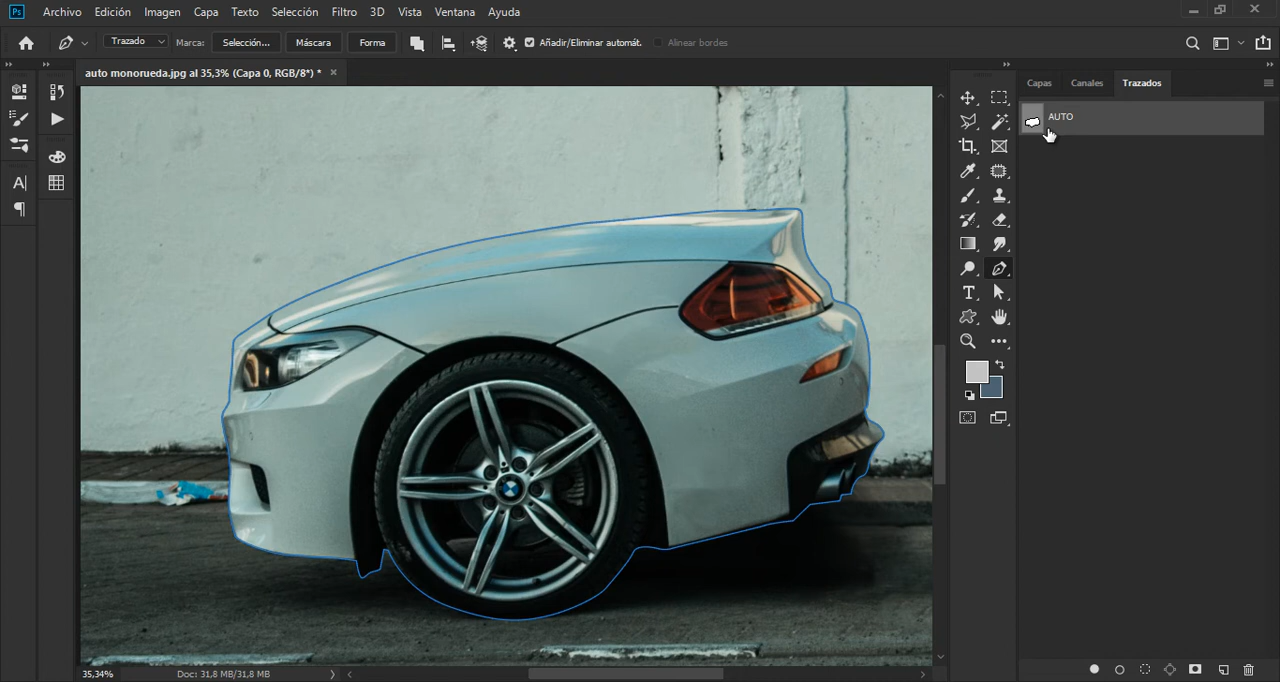 Ps Archivo Edición Imagen Capa Texto Selección Filtro 3D Vista Ventana Ayuda
Trazado Marca: Selección... Máscara Forma Añadir/Eliminar automát. Alinear bordes
auto monorueda.jpg al 35,3% (Capa 0, RGB/8*) *
Capas Canales Trazados
AUTO
35,34% Doc: 31,8 MB/31,8 MB